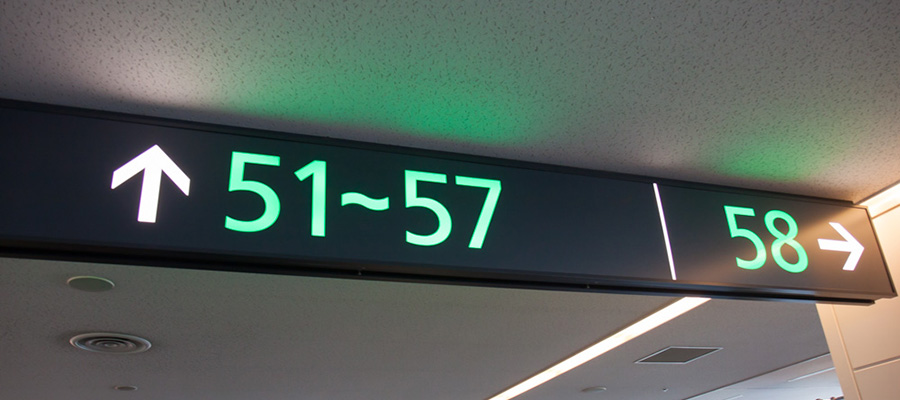 ↑ 51~57 | 58 →